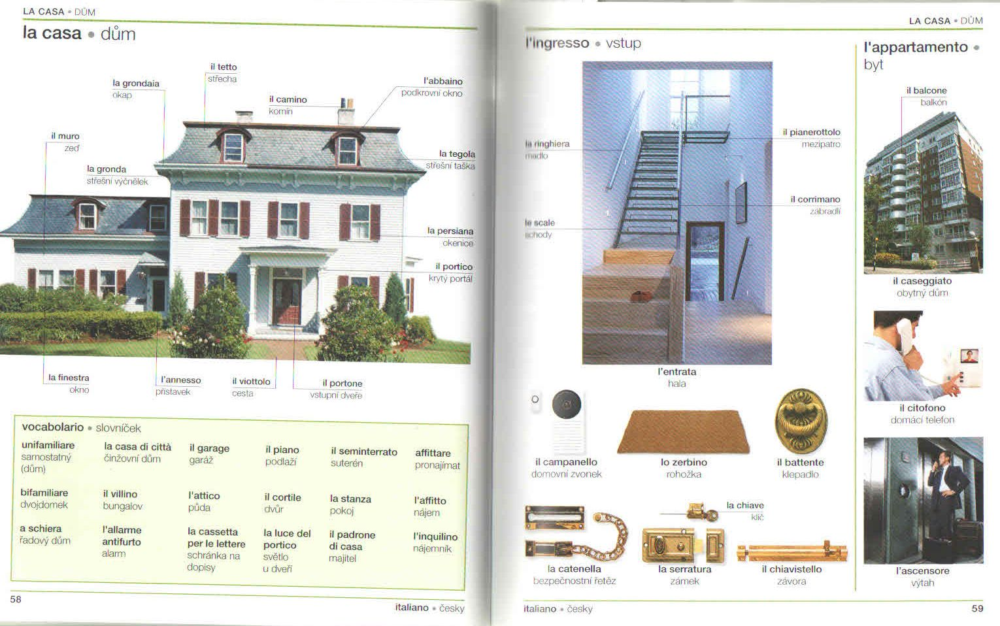 LA CASA • DŮM
la casa • dům
il tetto
střecha
la grondaia
okap
l'abbaino
podkrovní okno
il camino
komín
il muro
zeď
la tegola
střešní taška
la gronda
střešní výčnělek
la persiana
okenice
il portico
krytý portál
la finestra
okno
l'annesso
přístavek
il viottolo
cesta
il portone
vstupní dveře
vocabolario • slovníček
unifamiliare
samostatný
(dům)
la casa di città
činžovní dům
il garage
garáž
il piano
podlaží
il seminterrato
suterén
affittare
pronajímat
bifamiliare
dvojdomek
il villino
bungalov
l'attico
půda
il cortile
dvůr
la stanza
pokoj
l'affitto
nájem
a schiera
řadový dům
l'allarme
antifurto
alarm
la cassetta
per le lettere
schránka na
dopisy
la luce del
portico
světlo
u dveří
il padrone
di casa
majitel
l'inquilino
nájemník
58
italiano • česky
LA CASA • DŮM
l'ingresso • vstup
la ringhiera
madlo
il pianerottolo
mezipatro
il corrimano
zábradlí
le scale
schody
l'entrata
hala
il campanello
domovní zvonek
lo zerbino
rohožka
il battente
klepadlo
la catenella
bezpečnostní řetěz
la chiave
klíč
la serratura
zámek
il chiavistello
závora
l'appartamento •
byt
il balcone
balkón
il caseggiato
obytný dům
il citofono
domácí telefon
l'ascensore
výtah
italiano • česky
59